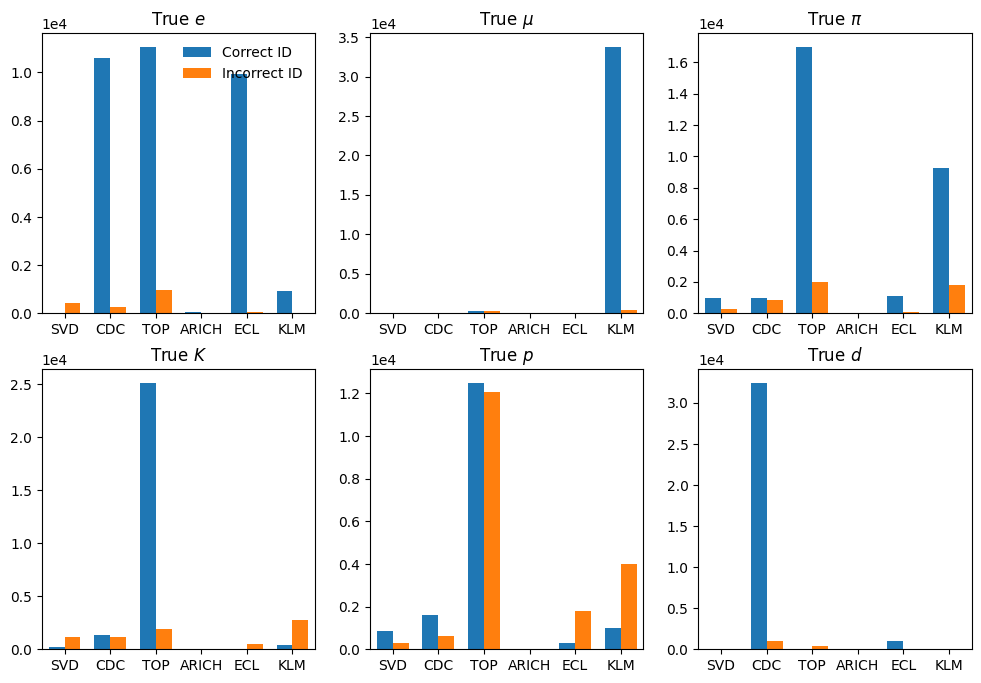 True e
1e4
Correct ID
Incorrect ID
1.0
0.8
0.6
0.4
0.2
0.0
SVD CDC TOP ARICH ECL KLM
True μ
1e4
3.5
3.0
2.5
2.0
1.5
1.0
0.5
0.0
SVD CDC TOP ARICH ECL KLM
True π
1e4
1.6
1.4
1.2
1.0
0.8
0.6
0.4
0.2
0.0
SVD CDC TOP ARICH ECL KLM
True K
1e4
2.5
2.0
1.5
1.0
0.5
0.0
SVD CDC TOP ARICH ECL KLM
True p
1e4
1.2
1.0
0.8
0.6
0.4
0.2
0.0
SVD CDC TOP ARICH ECL KLM
True d
1e4
3.0
2.5
2.0
1.5
1.0
0.5
0.0
SVD CDC TOP ARICH ECL KLM